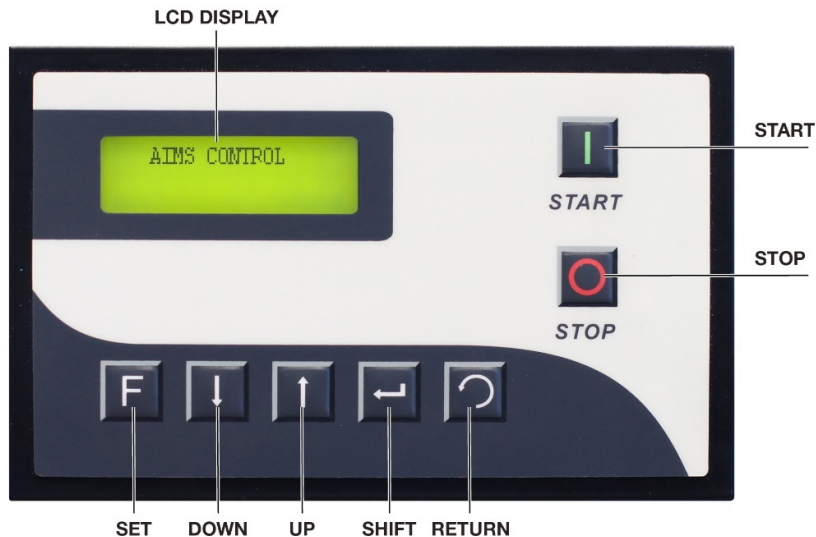 LCD DISPLAY
AIMS CONTROL
START
START
STOP
STOP
F
SET DOWN UP SHIFT RETURN